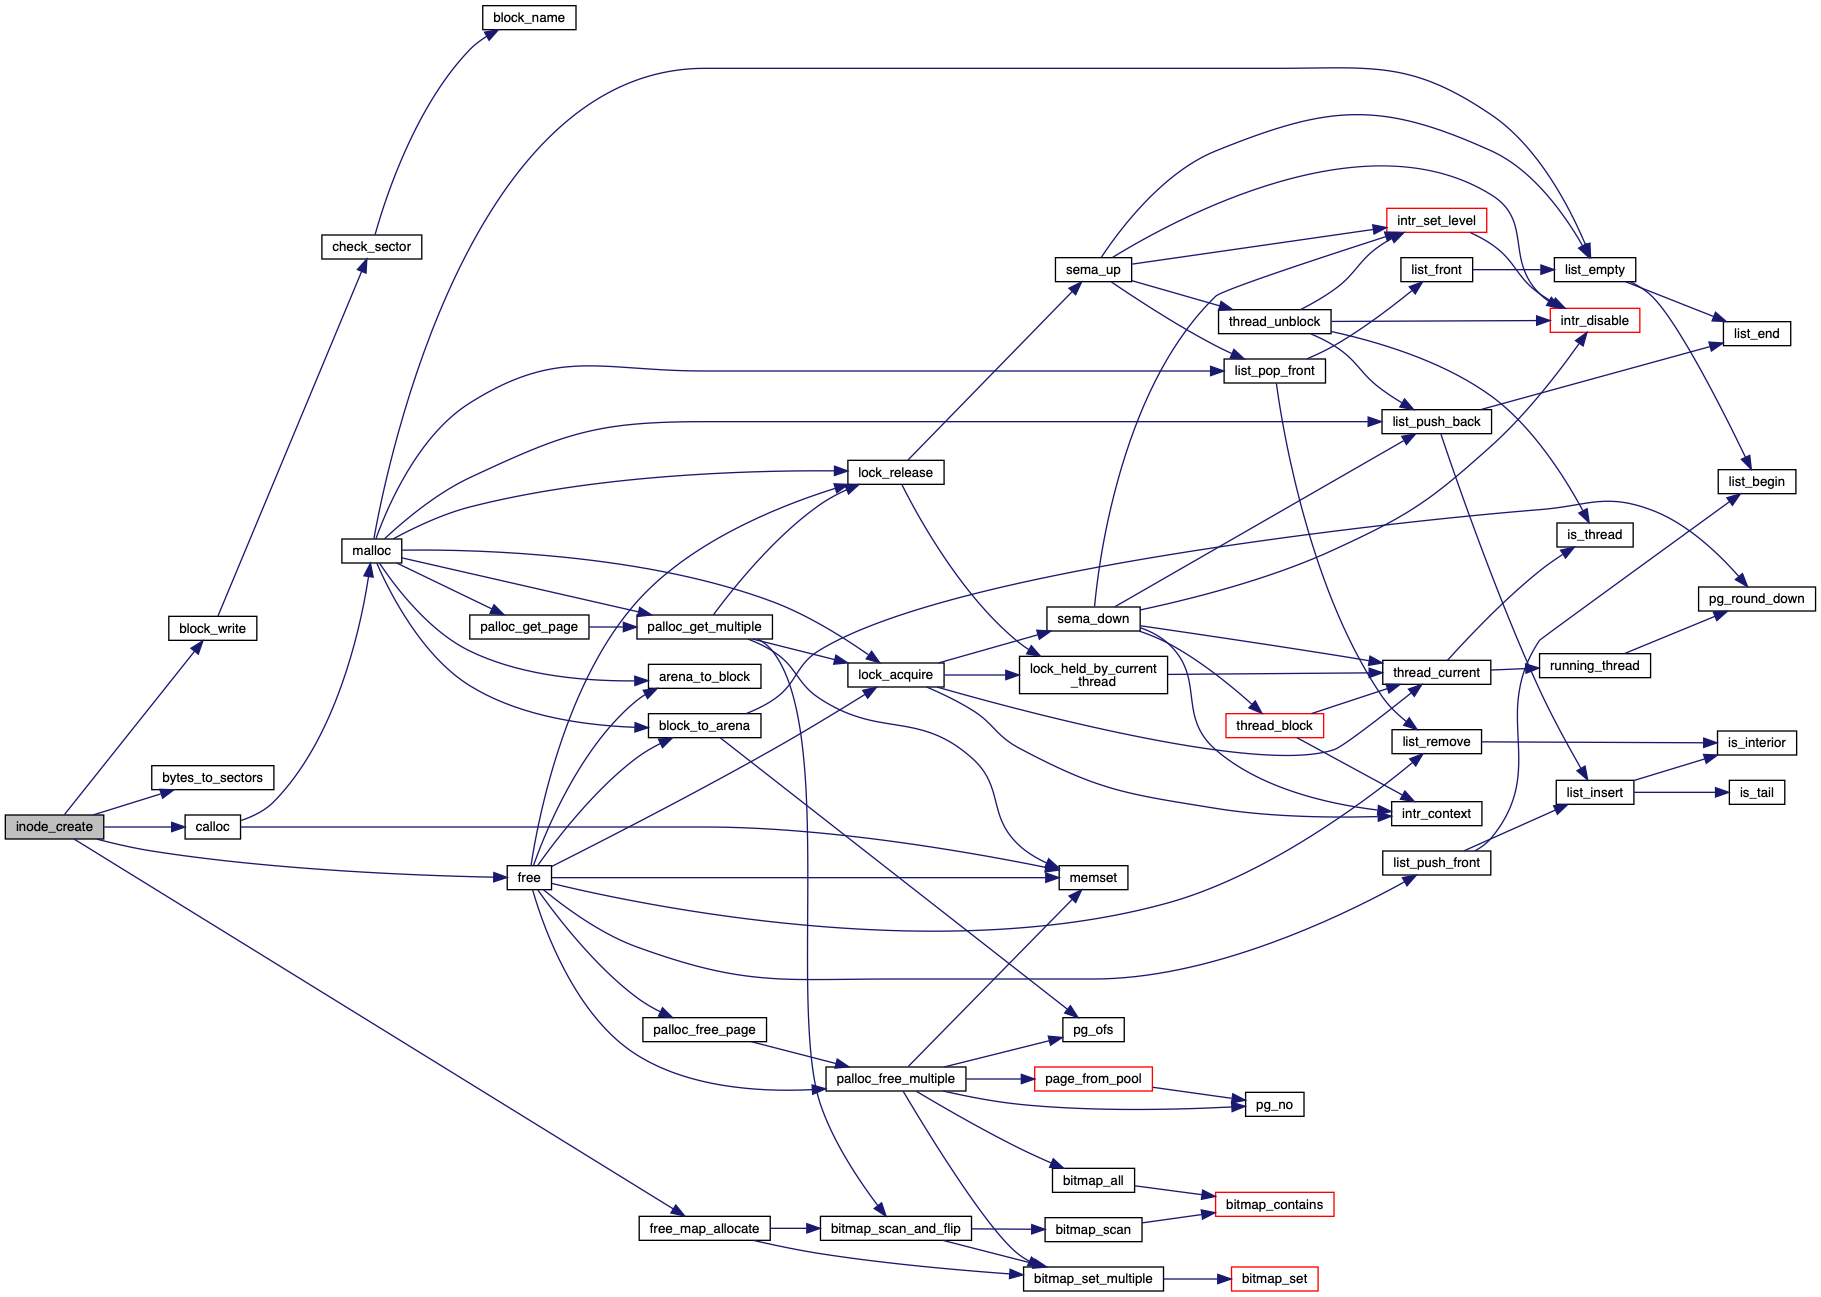 block_name
check_sector
intr_set_level
sema_up
list_front
list_empty
thread_unblock
intr_disable
list_end
list_pop_front
list_push_back
lock_release
list_begin
is_thread
malloc
pg_round_down
block_write
palloc_get_page
palloc_get_multiple
sema_down
arena_to_block
lock_acquire
lock_held_by_current
_thread
thread_current
running_thread
block_to_arena
thread_block
list_remove
is_interior
bytes_to_sectors
list_insert
is_tail
inode_create
calloc
intr_context
list_push_front
free
memset
palloc_free_page
pg_ofs
palloc_free_multiple
page_from_pool
pg_no
bitmap_all
bitmap_contains
free_map_allocate
bitmap_scan_and_flip
bitmap_scan
bitmap_set_multiple
bitmap_set